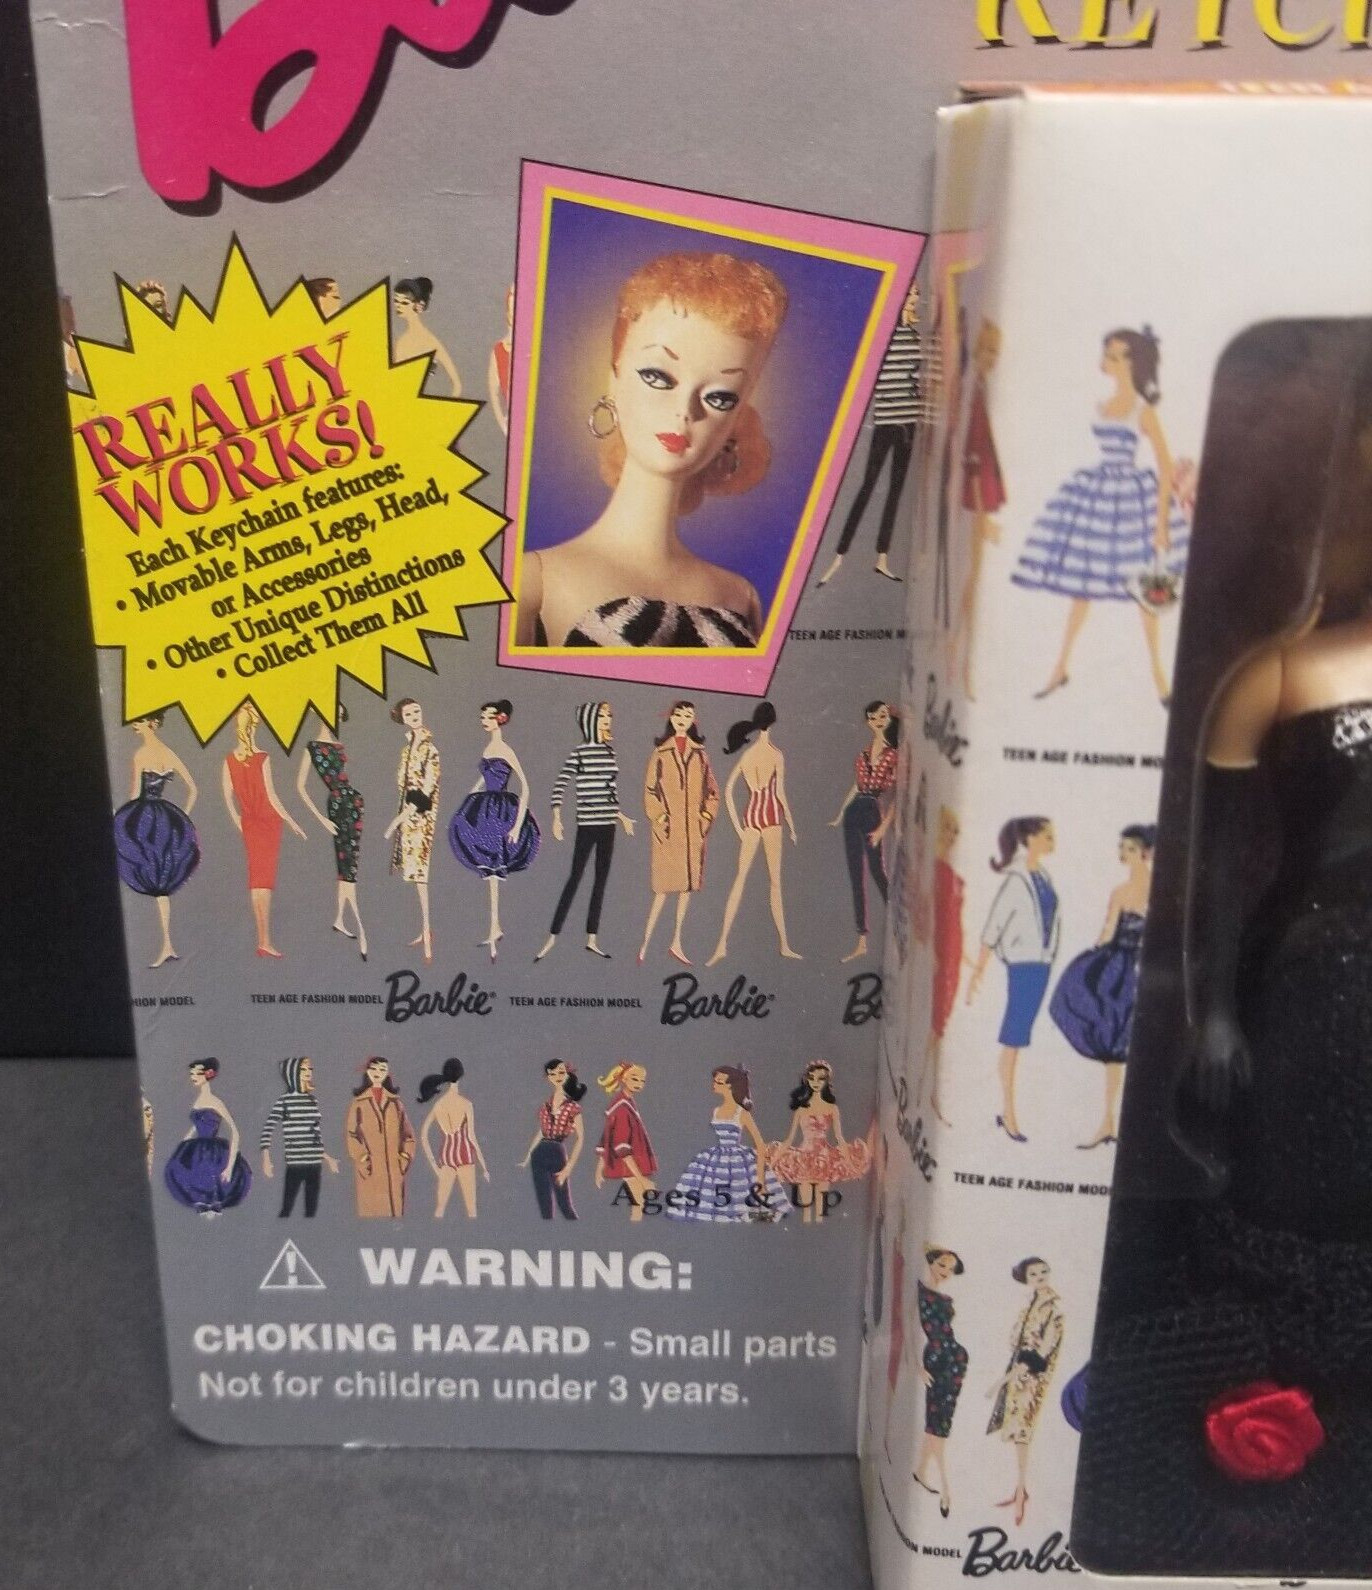 REALLY
WORKS!
Each Keychain features:
• Movable Arms, Legs, Head,
or Accessories
• Other Unique Distinctions
• Collect Them All
TEEN AGE FASHION
Barbie
TEEN AGE FASHION
MODEL
TEEN AGE FASHION MODEL Barbie® TEEN AGE FASHION MODEL Barbie®
Barbie
TEEN AGE FASHION
Ages 5 & Up
WARNING:
CHOKING HAZARD - Small parts
Not for children under 3 years.
MODEL Barbie